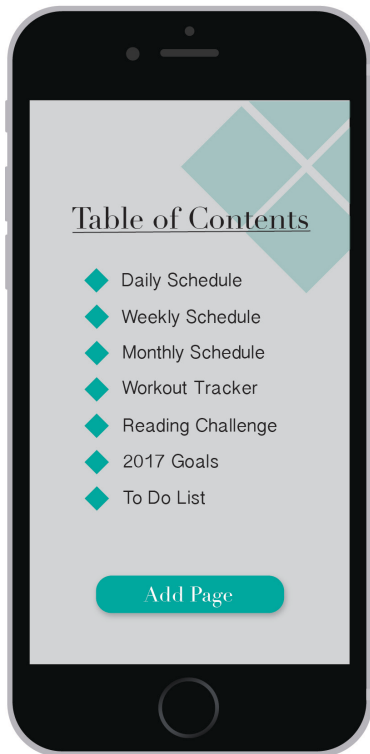 Table of Contents
Daily Schedule
Weekly Schedule
Monthly Schedule
Workout Tracker
Reading Challenge
2017 Goals
To Do List
Add Page